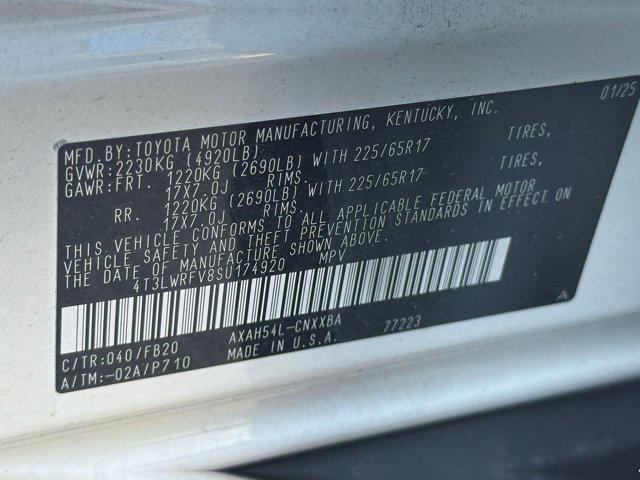 01/25
MFD.BY:TOYOTA MOTOR MANUFACTURING, KENTUCKY, INC.
GVWR:2230KG (4920LB)
GAWR:FRT. 1220KG (2690LB) WITH 225/65R17 TIRES,
17X7.0J RIMS.
RR. 1220KG (2690LB) WITH 225/65R17 TIRES,
17X7.0J RIMS
THIS VEHICLE CONFORMS TO ALL APPLICABLE FEDERAL MOTOR
VEHICLE SAFETY AND THEFT PREVENTION STANDARDS IN EFFECT ON
THE DATE OF MANUFACTURE SHOWN ABOVE.
4T3LWRFV8SU174920 MPV
C/TR:040/FB20 AXAH54L-CNXXBA 77223
A/TM:-02A/P710 MADE IN U.S.A.